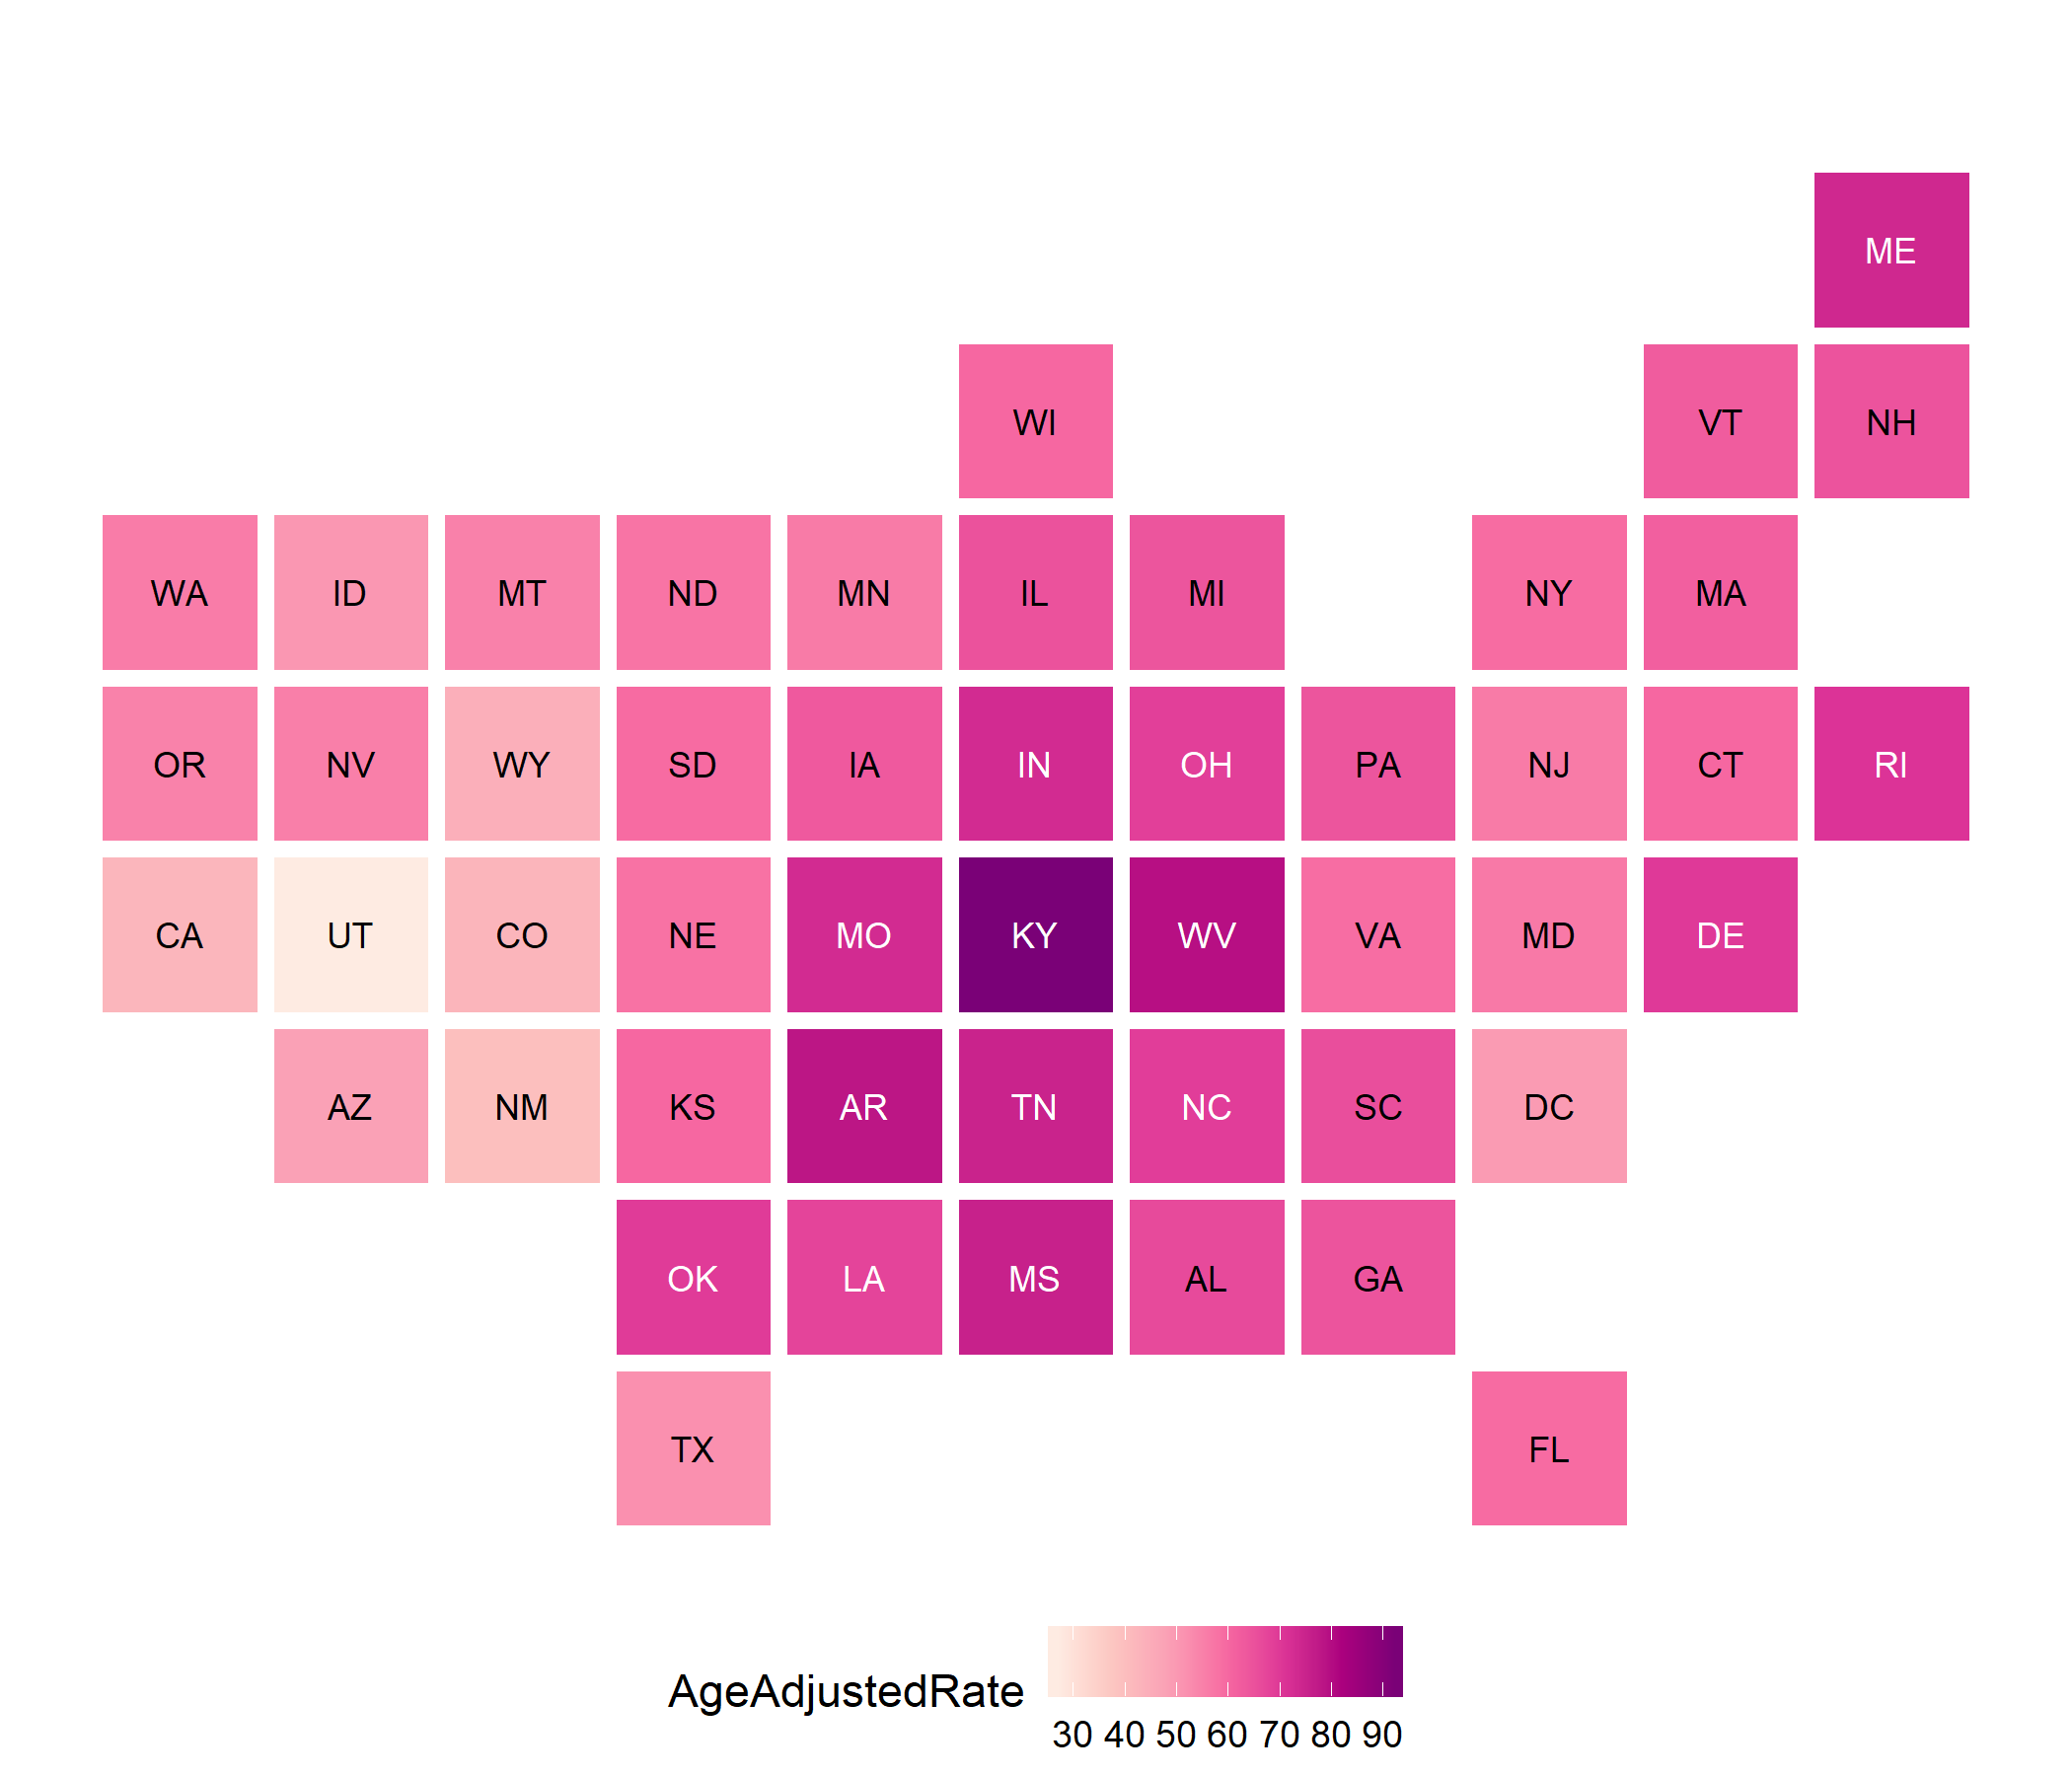 ME
WI VT NH
WA ID MT ND MN IL MI NY MA
OR NV WY SD IA IN OH PA NJ CT RI
CA UT CO NE MO KY WV VA MD DE
AZ NM KS AR TN NC SC DC
OK LA MS AL GA
TX FL
AgeAdjustedRate
30 40 50 60 70 80 90